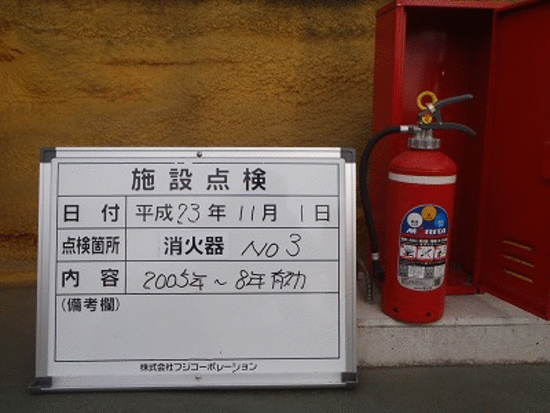 施設点検
日付 平成23年11月1日
点検箇所 消火器 NO3
内容 2005年～8年有効
(備考欄)
株式会社フジコーポレーション